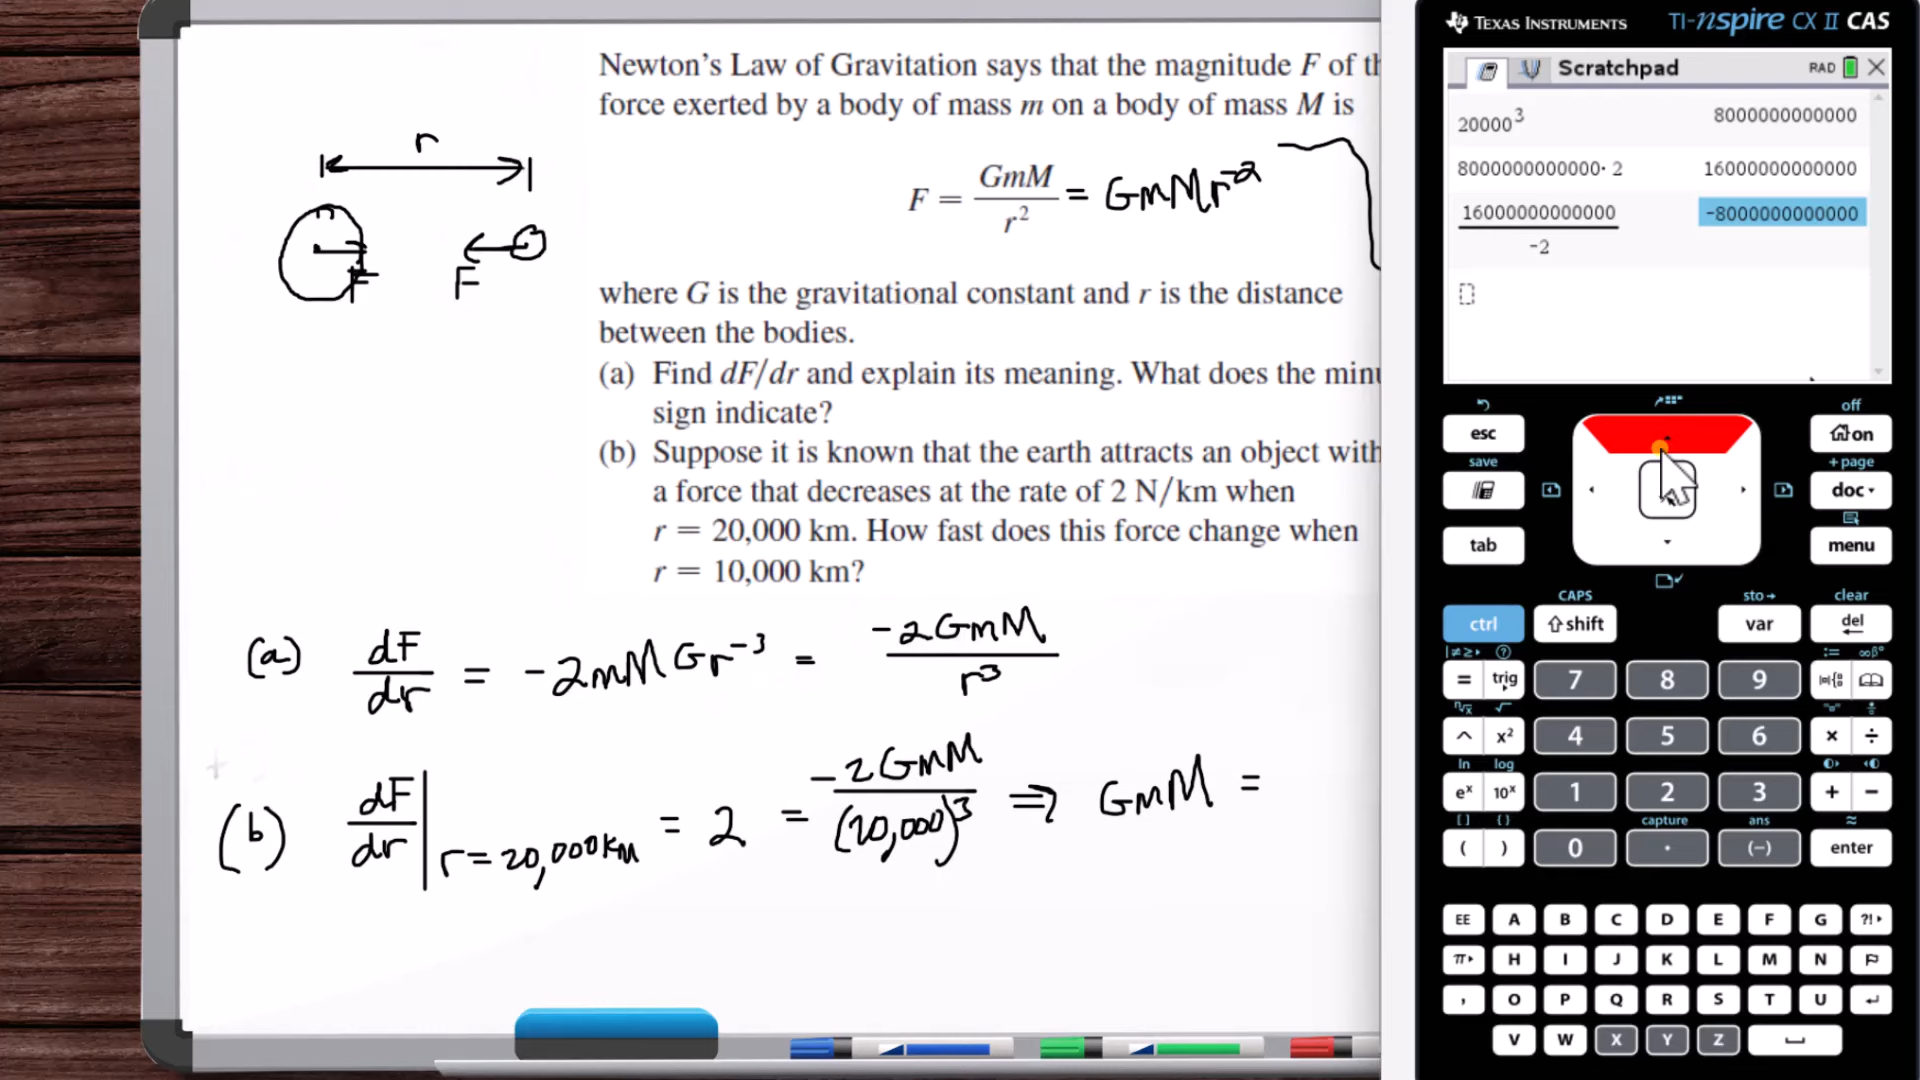 Newton's Law of Gravitation says that the magnitude F of th
force exerted by a body of mass m on a body of mass M is
F = GmM / r² = GmMr⁻²
r
F
F
where G is the gravitational constant and r is the distance
between the bodies.
(a) Find dF/dr and explain its meaning. What does the minu
sign indicate?
(b) Suppose it is known that the earth attracts an object with
a force that decreases at the rate of 2 N/km when
r = 20,000 km. How fast does this force change when
r = 10,000 km?
(a) dF/dr = -2mMGr⁻³ = -2GmM / r³
(b) dF/dr | r=20,000km = 2 = -2GmM / (20,000)³ ⇒ GmM =
TEXAS INSTRUMENTS TI-nspire CX II CAS
Scratchpad RAD
20000³ 8000000000000
8000000000000·2 16000000000000
16000000000000 / -2 -8000000000000
off
esc on
save +page
doc
tab menu
CAPS sto→ clear
ctrl shift var del
|≠≥▸ ? := ∞β°
= trig 7 8 9
ⁿ√x √
^ x² 4 5 6 × ÷
ln log
eˣ 10ˣ 1 2 3 + −
[ ] { } capture ans ≈
( ) 0 . (−) enter
EE A B C D E F G ?!▸
π▸ H I J K L M N
, O P Q R S T U ↵
V W X Y Z